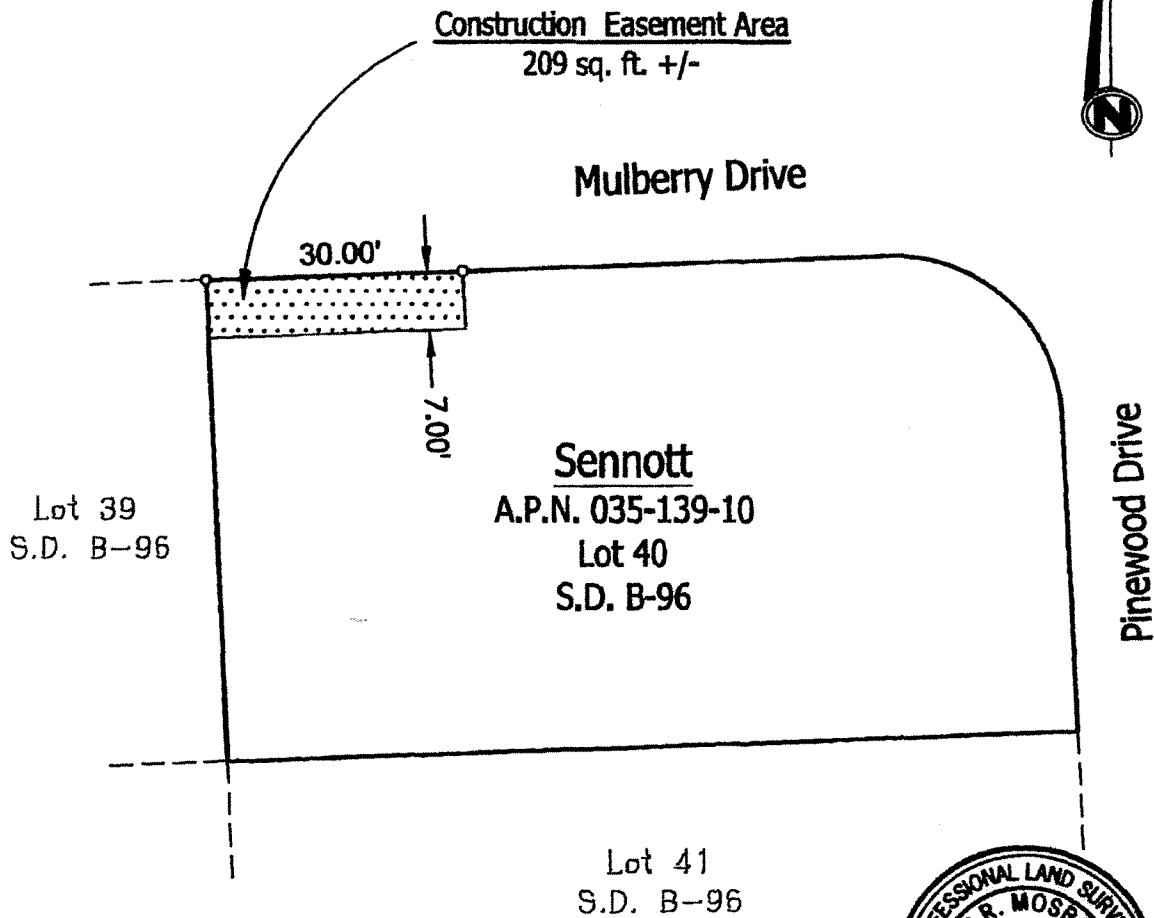 Construction Easement Area
209 sq. ft. +/-
N
Mulberry Drive
30.00'
7.00'
Sennott
A.P.N. 035-139-10
Lot 40
S.D. B-96
Pinewood Drive
Lot 39
S.D. B-96
Lot 41
S.D. B-96
LAND
R.